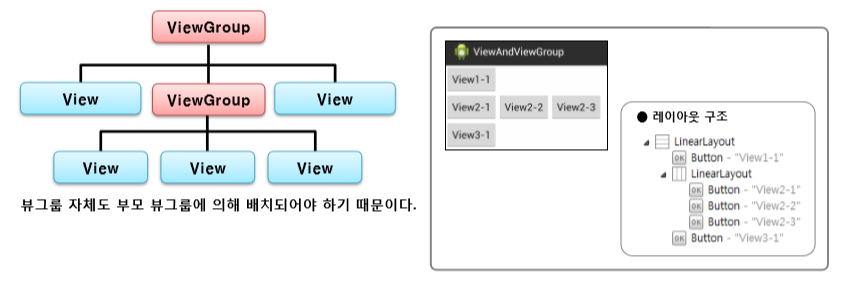 ViewGroup
View
ViewGroup
View
View
View
View
뷰그룹 자체도 부모 뷰그룹에 의해 배치되어야 하기 때문이다.
ViewAndViewGroup
View1-1
View2-1 View2-2 View2-3
View3-1
● 레이아웃 구조
LinearLayout
OK Button - "View1-1"
LinearLayout
OK Button - "View2-1"
OK Button - "View2-2"
OK Button - "View2-3"
OK Button - "View3-1"